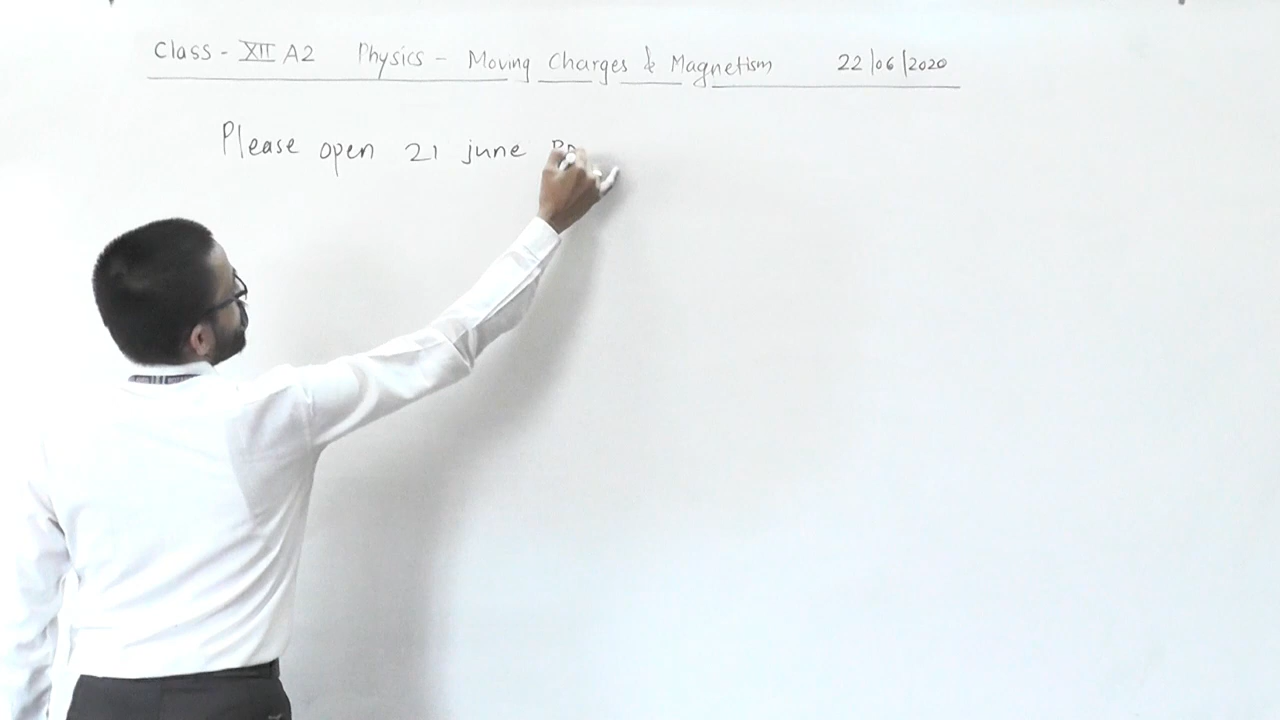 Class - XII A2 Physics - Moving Charges & Magnetism 22/06/2020
Please open 21 june